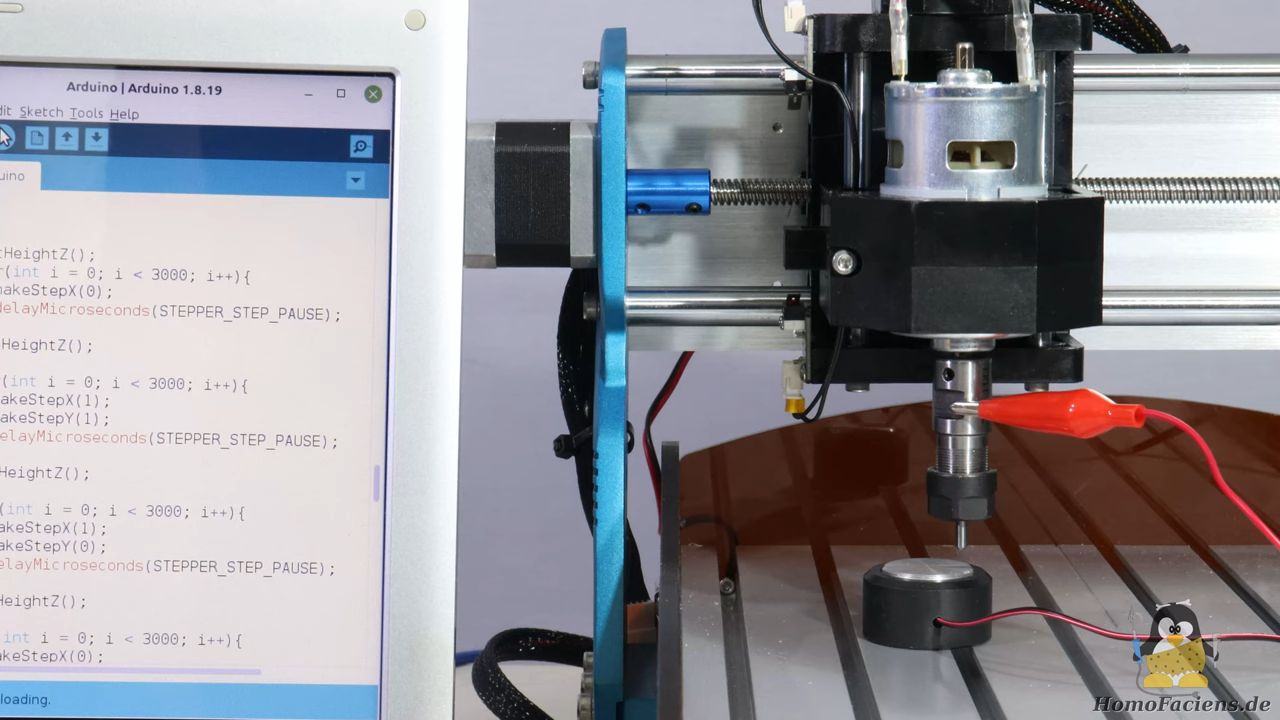 Arduino | Arduino 1.8.19
dit Sketch Tools Help
uino
tHeightZ();
r(int i = 0; i < 3000; i++){
makeStepX(0);
delayMicroseconds(STEPPER_STEP_PAUSE);
HeightZ();
r(int i = 0; i < 3000; i++){
akeStepX(1);
akeStepY(1);
elayMicroseconds(STEPPER_STEP_PAUSE);
HeightZ();
(int i = 0; i < 3000; i++){
akeStepX(1);
akeStepY(0);
elayMicroseconds(STEPPER_STEP_PAUSE);
HeightZ();
int i = 0; i < 3000; i++){
akeStepX(0);
loading.
HomoFaciens.de